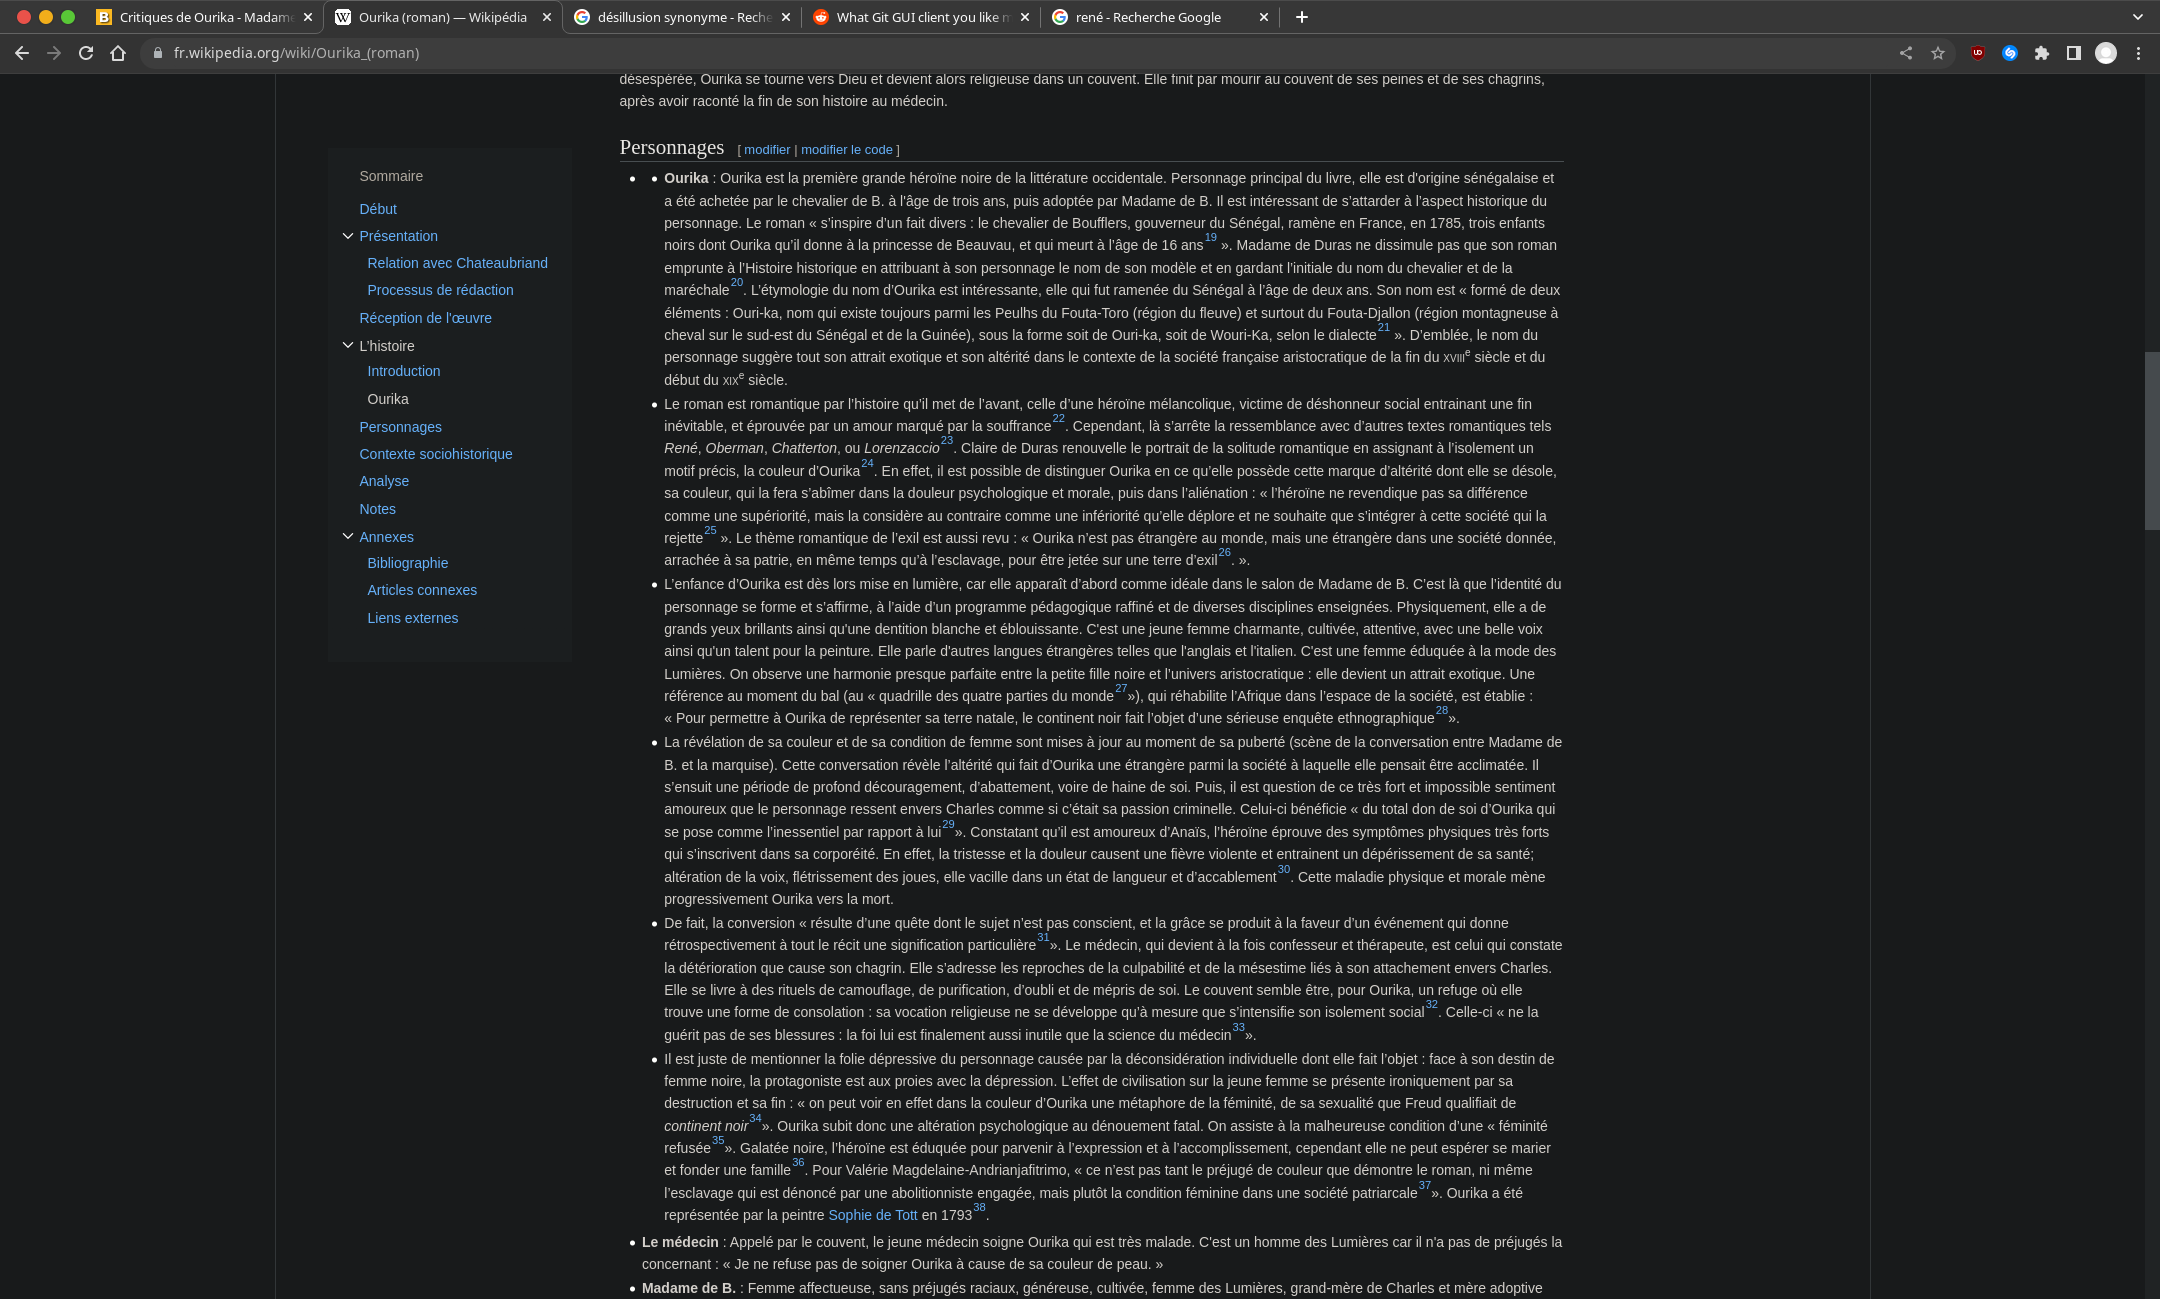 Critiques de Ourika - Madame
Ourika (roman) — Wikipédia
désillusion synonyme - Reche
What Git GUI client you like m
rené - Recherche Google
fr.wikipedia.org/wiki/Ourika_(roman)
Sommaire
Début
Présentation
Relation avec Chateaubriand
Processus de rédaction
Réception de l'œuvre
L’histoire
Introduction
Ourika
Personnages
Contexte sociohistorique
Analyse
Notes
Annexes
Bibliographie
Articles connexes
Liens externes
désespérée, Ourika se tourne vers Dieu et devient alors religieuse dans un couvent. Elle finit par mourir au couvent de ses peines et de ses chagrins,
après avoir raconté la fin de son histoire au médecin.
Personnages [ modifier | modifier le code ]
Ourika : Ourika est la première grande héroïne noire de la littérature occidentale. Personnage principal du livre, elle est d'origine sénégalaise et
a été achetée par le chevalier de B. à l'âge de trois ans, puis adoptée par Madame de B. Il est intéressant de s’attarder à l’aspect historique du
personnage. Le roman « s’inspire d’un fait divers : le chevalier de Boufflers, gouverneur du Sénégal, ramène en France, en 1785, trois enfants
noirs dont Ourika qu’il donne à la princesse de Beauvau, et qui meurt à l’âge de 16 ans19 ». Madame de Duras ne dissimule pas que son roman
emprunte à l’Histoire historique en attribuant à son personnage le nom de son modèle et en gardant l’initiale du nom du chevalier et de la
maréchale20. L’étymologie du nom d’Ourika est intéressante, elle qui fut ramenée du Sénégal à l’âge de deux ans. Son nom est « formé de deux
éléments : Ouri-ka, nom qui existe toujours parmi les Peulhs du Fouta-Toro (région du fleuve) et surtout du Fouta-Djallon (région montagneuse à
cheval sur le sud-est du Sénégal et de la Guinée), sous la forme soit de Ouri-ka, soit de Wouri-Ka, selon le dialecte21 ». D’emblée, le nom du
personnage suggère tout son attrait exotique et son altérité dans le contexte de la société française aristocratique de la fin du XVIIIe siècle et du
début du XIXe siècle.
Le roman est romantique par l’histoire qu’il met de l’avant, celle d’une héroïne mélancolique, victime de déshonneur social entrainant une fin
inévitable, et éprouvée par un amour marqué par la souffrance22. Cependant, là s’arrête la ressemblance avec d’autres textes romantiques tels
René, Oberman, Chatterton, ou Lorenzaccio23. Claire de Duras renouvelle le portrait de la solitude romantique en assignant à l’isolement un
motif précis, la couleur d’Ourika24. En effet, il est possible de distinguer Ourika en ce qu’elle possède cette marque d’altérité dont elle se désole,
sa couleur, qui la fera s’abîmer dans la douleur psychologique et morale, puis dans l’aliénation : « l’héroïne ne revendique pas sa différence
comme une supériorité, mais la considère au contraire comme une infériorité qu’elle déplore et ne souhaite que s’intégrer à cette société qui la
rejette25 ». Le thème romantique de l’exil est aussi revu : « Ourika n’est pas étrangère au monde, mais une étrangère dans une société donnée,
arrachée à sa patrie, en même temps qu’à l’esclavage, pour être jetée sur une terre d’exil26. ».
L’enfance d’Ourika est dès lors mise en lumière, car elle apparaît d’abord comme idéale dans le salon de Madame de B. C’est là que l’identité du
personnage se forme et s’affirme, à l’aide d’un programme pédagogique raffiné et de diverses disciplines enseignées. Physiquement, elle a de
grands yeux brillants ainsi qu'une dentition blanche et éblouissante. C'est une jeune femme charmante, cultivée, attentive, avec une belle voix
ainsi qu'un talent pour la peinture. Elle parle d'autres langues étrangères telles que l'anglais et l'italien. C'est une femme éduquée à la mode des
Lumières. On observe une harmonie presque parfaite entre la petite fille noire et l’univers aristocratique : elle devient un attrait exotique. Une
référence au moment du bal (au « quadrille des quatre parties du monde27»), qui réhabilite l’Afrique dans l’espace de la société, est établie :
« Pour permettre à Ourika de représenter sa terre natale, le continent noir fait l’objet d’une sérieuse enquête ethnographique28».
La révélation de sa couleur et de sa condition de femme sont mises à jour au moment de sa puberté (scène de la conversation entre Madame de
B. et la marquise). Cette conversation révèle l’altérité qui fait d’Ourika une étrangère parmi la société à laquelle elle pensait être acclimatée. Il
s’ensuit une période de profond découragement, d’abattement, voire de haine de soi. Puis, il est question de ce très fort et impossible sentiment
amoureux que le personnage ressent envers Charles comme si c’était sa passion criminelle. Celui-ci bénéficie « du total don de soi d’Ourika qui
se pose comme l’inessentiel par rapport à lui29». Constatant qu’il est amoureux d’Anaïs, l’héroïne éprouve des symptômes physiques très forts
qui s’inscrivent dans sa corporéité. En effet, la tristesse et la douleur causent une fièvre violente et entrainent un dépérissement de sa santé;
altération de la voix, flétrissement des joues, elle vacille dans un état de langueur et d’accablement30. Cette maladie physique et morale mène
progressivement Ourika vers la mort.
De fait, la conversion « résulte d’une quête dont le sujet n’est pas conscient, et la grâce se produit à la faveur d’un événement qui donne
rétrospectivement à tout le récit une signification particulière31». Le médecin, qui devient à la fois confesseur et thérapeute, est celui qui constate
la détérioration que cause son chagrin. Elle s’adresse les reproches de la culpabilité et de la mésestime liés à son attachement envers Charles.
Elle se livre à des rituels de camouflage, de purification, d’oubli et de mépris de soi. Le couvent semble être, pour Ourika, un refuge où elle
trouve une forme de consolation : sa vocation religieuse ne se développe qu’à mesure que s’intensifie son isolement social32. Celle-ci « ne la
guérit pas de ses blessures : la foi lui est finalement aussi inutile que la science du médecin33».
Il est juste de mentionner la folie dépressive du personnage causée par la déconsidération individuelle dont elle fait l’objet : face à son destin de
femme noire, la protagoniste est aux proies avec la dépression. L’effet de civilisation sur la jeune femme se présente ironiquement par sa
destruction et sa fin : « on peut voir en effet dans la couleur d’Ourika une métaphore de la féminité, de sa sexualité que Freud qualifiait de
continent noir34». Ourika subit donc une altération psychologique au dénouement fatal. On assiste à la malheureuse condition d’une « féminité
refusée35». Galatée noire, l’héroïne est éduquée pour parvenir à l’expression et à l’accomplissement, cependant elle ne peut espérer se marier
et fonder une famille36. Pour Valérie Magdelaine-Andrianjafitrimo, « ce n’est pas tant le préjugé de couleur que démontre le roman, ni même
l’esclavage qui est dénoncé par une abolitionniste engagée, mais plutôt la condition féminine dans une société patriarcale37». Ourika a été
représentée par la peintre Sophie de Tott en 179338.
Le médecin : Appelé par le couvent, le jeune médecin soigne Ourika qui est très malade. C'est un homme des Lumières car il n'a pas de préjugés la
concernant : « Je ne refuse pas de soigner Ourika à cause de sa couleur de peau. »
Madame de B. : Femme affectueuse, sans préjugés raciaux, généreuse, cultivée, femme des Lumières, grand-mère de Charles et mère adoptive